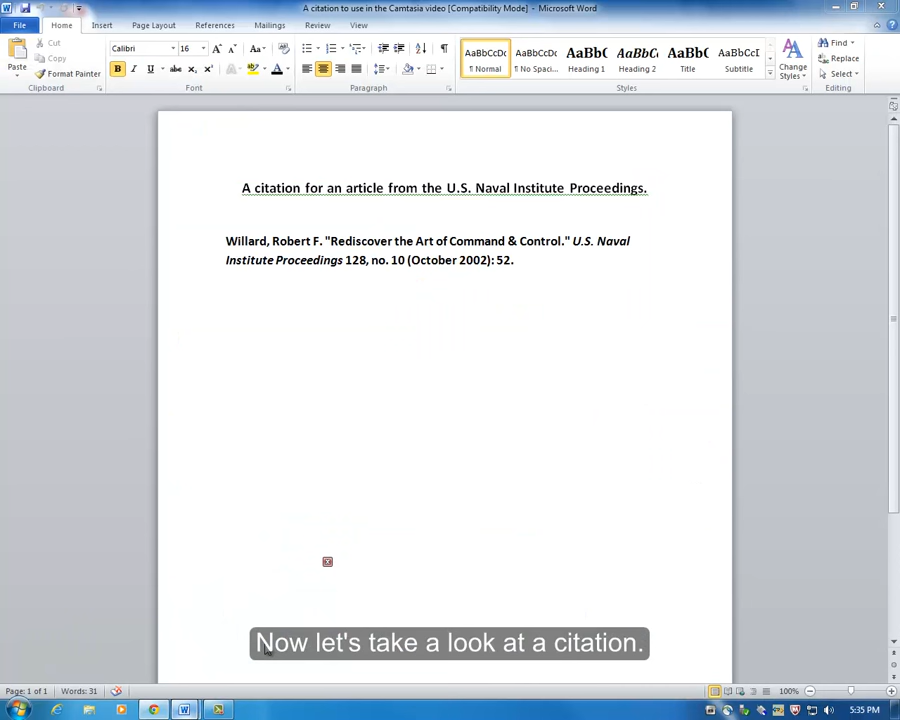 A citation to use in the Camtasia video [Compatibility Mode] - Microsoft Word
File Home Insert Page Layout References Mailings Review View
Paste
Cut
Copy
Format Painter
Clipboard
Calibri 16
Font
Paragraph
AaBbCcDc AaBbCcDc AaBbC AaBbCc AaBbC AaBbCcI
¶ Normal ¶ No Spaci... Heading 1 Heading 2 Title Subtitle
Change Styles
Styles
Find
Replace
Select
Editing
A citation for an article from the U.S. Naval Institute Proceedings.
Willard, Robert F. "Rediscover the Art of Command & Control." U.S. Naval
Institute Proceedings 128, no. 10 (October 2002): 52.
Now let's take a look at a citation.
Page: 1 of 1 Words: 31 100%
5:35 PM